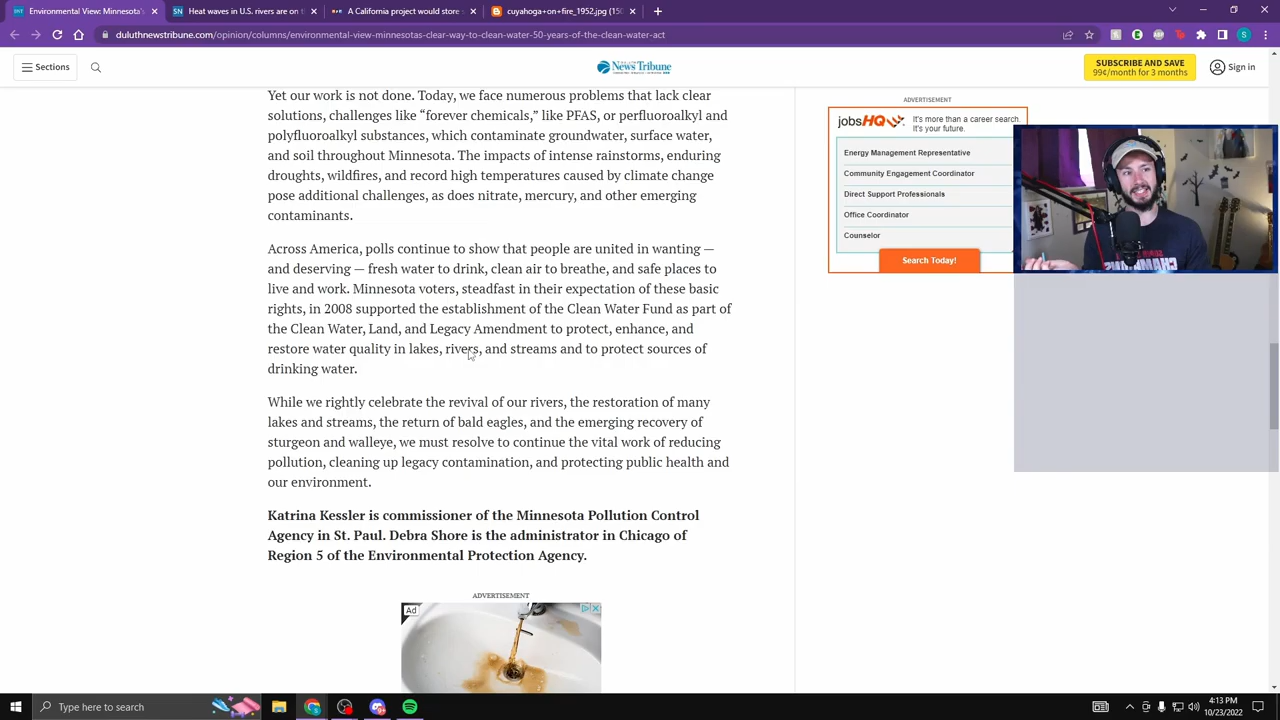 Environmental View: Minnesota's
Heat waves in U.S. rivers are on t
A California project would store c
cuyahoga+on+fire_1952.jpg (150
duluthnewstribune.com/opinion/columns/environmental-view-minnesotas-clear-way-50-years-of-the-clean-water-act
Sections
News Tribune
SUBSCRIBE AND SAVE
99¢/month for 3 months
Sign in
Yet our work is not done. Today, we face numerous problems that lack clear
solutions, challenges like “forever chemicals,” like PFAS, or perfluoroalkyl and
polyfluoroalkyl substances, which contaminate groundwater, surface water,
and soil throughout Minnesota. The impacts of intense rainstorms, enduring
droughts, wildfires, and record high temperatures caused by climate change
pose additional challenges, as does nitrate, mercury, and other emerging
contaminants.
Across America, polls continue to show that people are united in wanting —
and deserving — fresh water to drink, clean air to breathe, and safe places to
live and work. Minnesota voters, steadfast in their expectation of these basic
rights, in 2008 supported the establishment of the Clean Water Fund as part of
the Clean Water, Land, and Legacy Amendment to protect, enhance, and
restore water quality in lakes, rivers, and streams and to protect sources of
drinking water.
While we rightly celebrate the revival of our rivers, the restoration of many
lakes and streams, the return of bald eagles, and the emerging recovery of
sturgeon and walleye, we must resolve to continue the vital work of reducing
pollution, cleaning up legacy contamination, and protecting public health and
our environment.
Katrina Kessler is commissioner of the Minnesota Pollution Control
Agency in St. Paul. Debra Shore is the administrator in Chicago of
Region 5 of the Environmental Protection Agency.
ADVERTISEMENT
Ad
ADVERTISEMENT
jobsHQ
It's more than a career search.
It's your future.
Energy Management Representative
Community Engagement Coordinator
Direct Support Professionals
Office Coordinator
Counselor
Search Today!
Type here to search
4:13 PM
10/23/2022